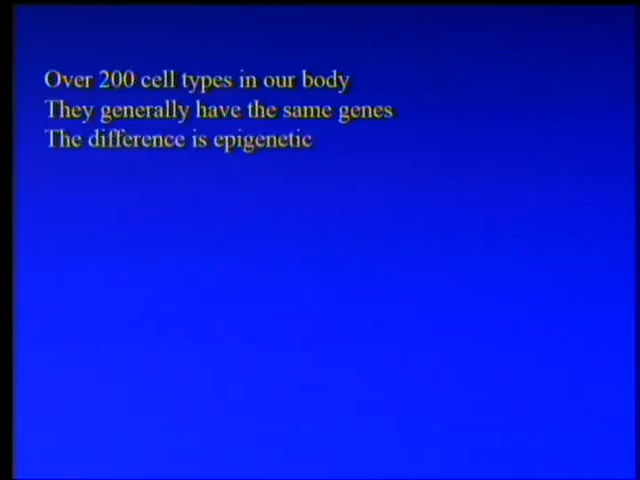 Over 200 cell types in our body
They generally have the same genes
The difference is epigenetic